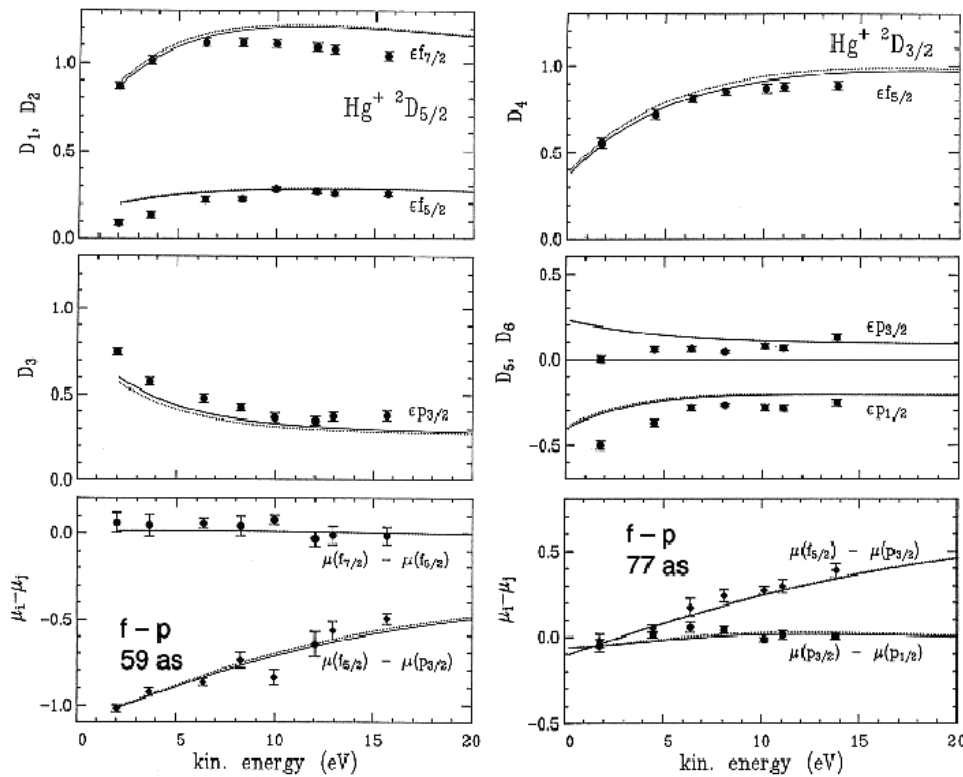 1.0
0.5
0.0
D₁, D₂
εf₇/₂
Hg⁺ ²D₅/₂
εf₅/₂
1.0
0.5
0.0
D₄
Hg⁺ ²D₃/₂
εf₅/₂
1.0
0.5
0.0
D₃
εp₃/₂
0.5
0.0
−0.5
D₅, D₆
εp₃/₂
εp₁/₂
0.0
−0.5
−1.0
μᵢ−μⱼ
μ(f₇/₂) − μ(f₅/₂)
f – p
59 as
μ(f₅/₂) − μ(p₃/₂)
0 5 10 15 20
kin. energy (eV)
0.5
0.0
−0.5
μᵢ−μⱼ
f – p
77 as
μ(f₅/₂) − μ(p₃/₂)
μ(p₃/₂) − μ(p₁/₂)
0 5 10 15 20
kin. energy (eV)